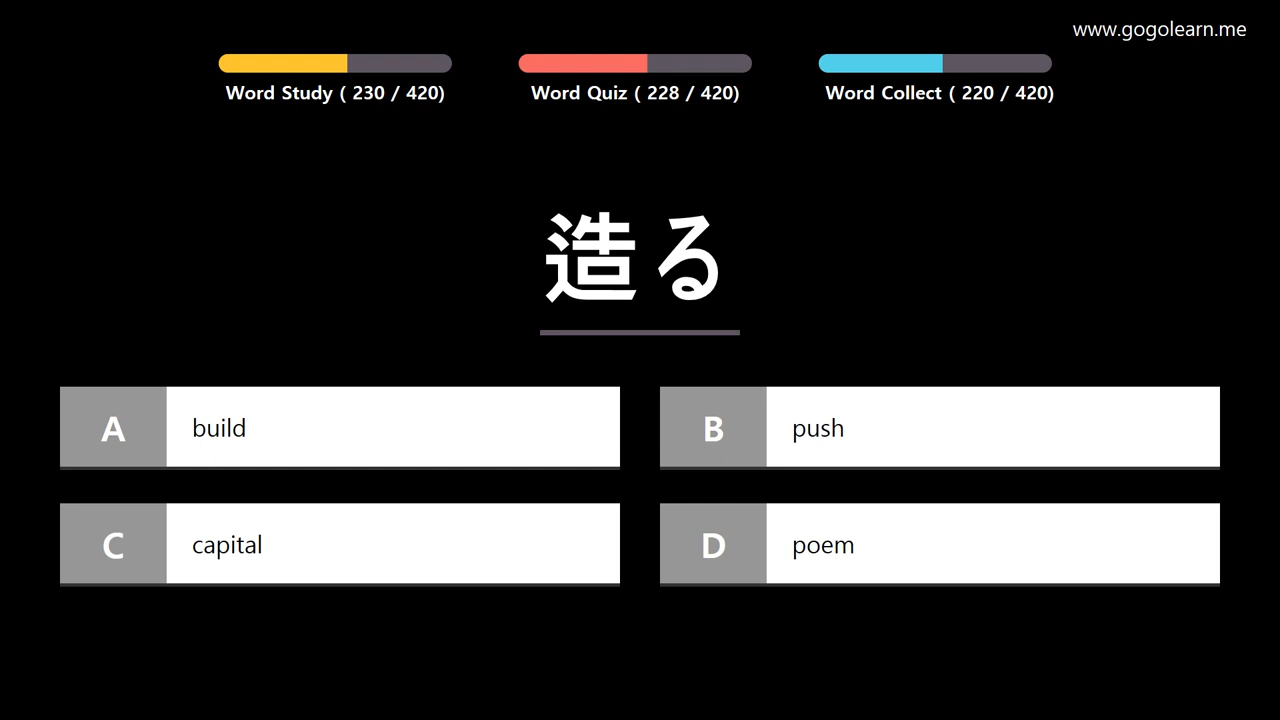 www.gogolearn.me
Word Study ( 230 / 420)
Word Quiz ( 228 / 420)
Word Collect ( 220 / 420)
造る
A build
B push
C capital
D poem